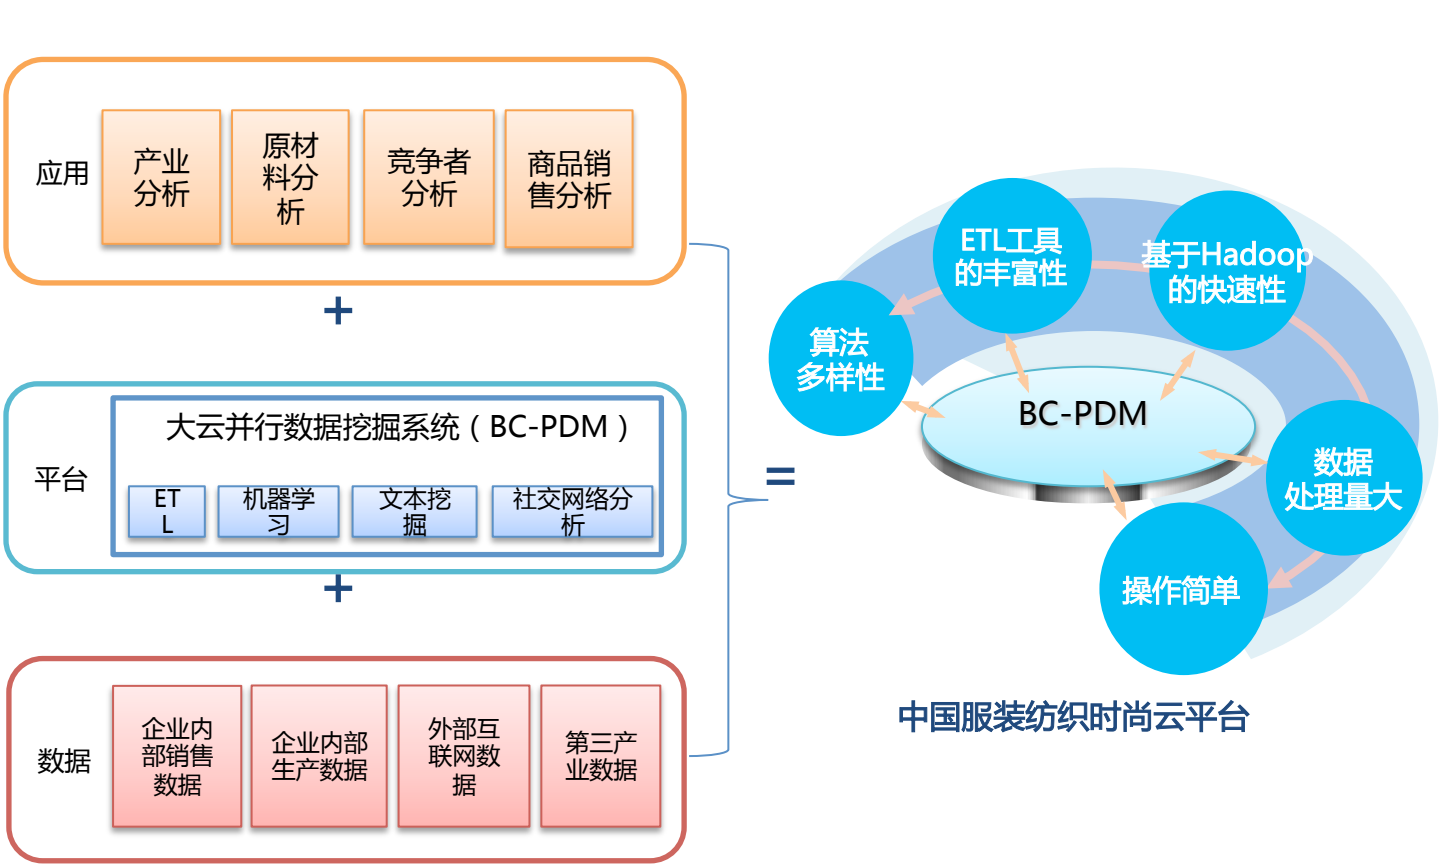 应用
产业
分析
原材
料分
析
竞争者
分析
商品销
售分析
+
平台
大云并行数据挖掘系统（BC-PDM）
ET
L
机器学
习
文本挖
掘
社交网络分
析
+
数据
企业内
部销售
数据
企业内部
生产数据
外部互
联网数
据
第三产
业数据
=
算法
多样性
ETL工具
的丰富性
基于Hadoop
的快速性
BC-PDM
数据
处理量大
操作简单
中国服装纺织时尚云平台